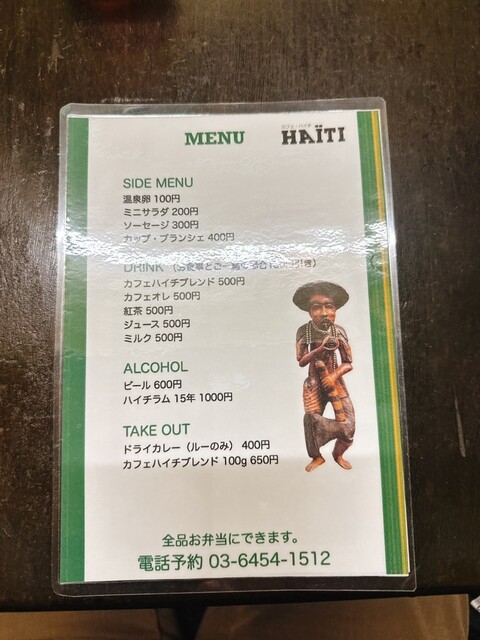 MENU
HAÏTI
SIDE MENU
温泉卵 100円
ミニサラダ 200円
ソーセージ 300円
カップ・ブランシェ 400円
DRINK
カフェハイチブレンド 500円
カフェオレ 500円
紅茶 500円
ジュース 500円
ミルク 500円
ALCOHOL
ビール 600円
ハイチラム 15年 1000円
TAKE OUT
ドライカレー（ルーのみ） 400円
カフェハイチブレンド 100g 650円
全品お弁当にできます。
電話予約 03-6454-1512